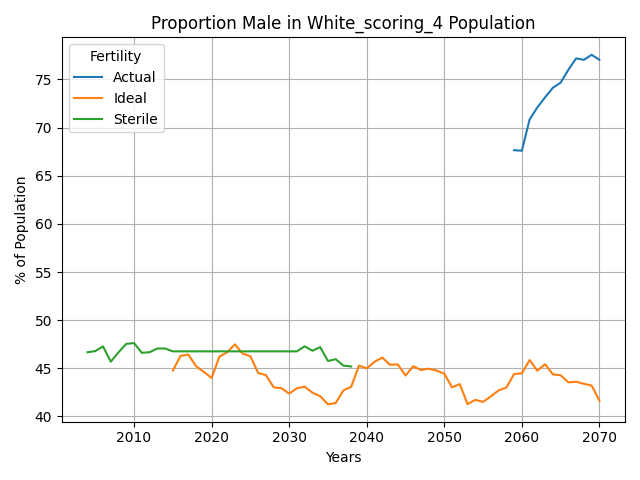 Proportion Male in White_scoring_4 Population
Fertility
Actual
Ideal
Sterile
% of Population
75
70
65
60
55
50
45
40
2010 2020 2030 2040 2050 2060 2070
Years